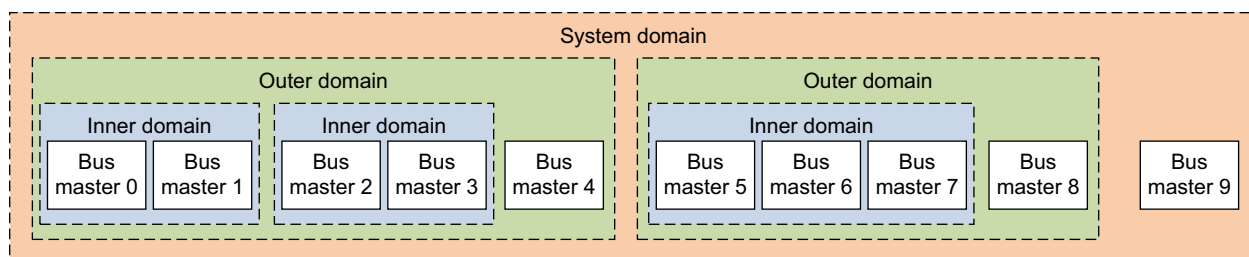 System domain
Outer domain
Outer domain
Inner domain
Inner domain
Inner domain
Bus
master 0
Bus
master 1
Bus
master 2
Bus
master 3
Bus
master 4
Bus
master 5
Bus
master 6
Bus
master 7
Bus
master 8
Bus
master 9